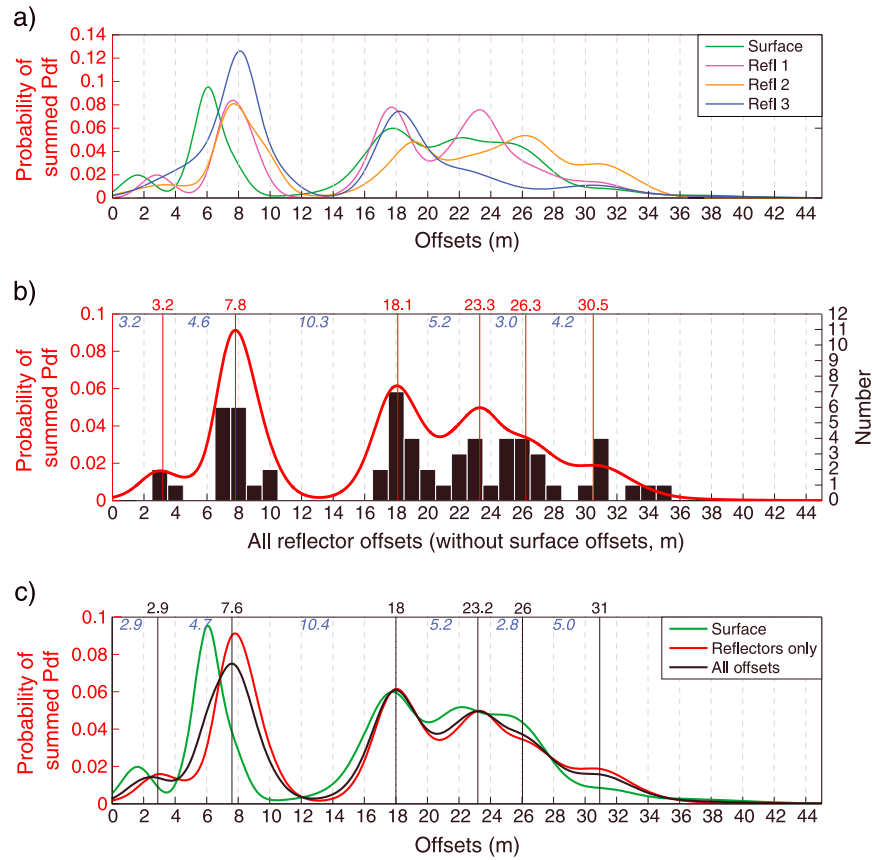 a)
Probability of
summed Pdf
0.14
0.12
0.10
0.08
0.06
0.04
0.02
0
Surface
Refl 1
Refl 2
Refl 3
0 2 4 6 8 10 12 14 16 18 20 22 24 26 28 30 32 34 36 40 42 44
Offsets (m)
b)
3.2 7.8 18.1 23.3 26.3 30.5
3.2 4.6 10.3 5.2 3.0 4.2
Probability of
summed Pdf
0.1
0.08
0.06
0.04
0.02
0
12
11
10
9
8
7
6
5
4
3
2
1
0
Number
0 2 4 6 8 10 12 14 16 18 20 22 24 26 28 30 32 34 36 40 42 44
All reflector offsets (without surface offsets, m)
c)
2.9 7.6 18 23.2 26 31
2.9 4.7 10.4 5.2 2.8 5.0
Probability of
summed Pdf
0.1
0.08
0.06
0.04
0.02
0
Surface
Reflectors only
All offsets
0 2 4 6 8 10 12 14 16 18 20 22 24 26 28 30 32 34 36 40 42 44
Offsets (m)